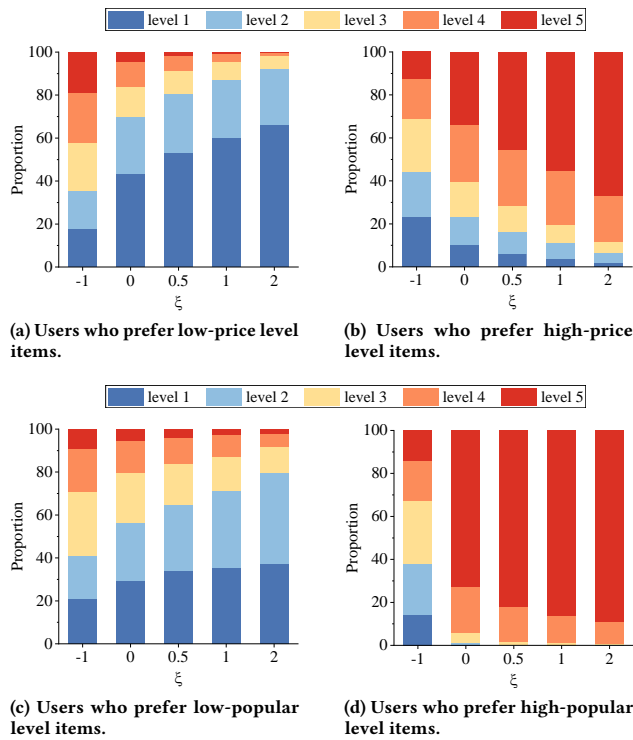 level 1 level 2 level 3 level 4 level 5
100
80
60
40
20
0
Proportion
-1 0 0.5 1 2
ξ
(a) Users who prefer low-price level
items.
100
80
60
40
20
0
Proportion
-1 0 0.5 1 2
ξ
(b) Users who prefer high-price
level items.
level 1 level 2 level 3 level 4 level 5
100
80
60
40
20
0
Proportion
-1 0 0.5 1 2
ξ
(c) Users who prefer low-popular
level items.
100
80
60
40
20
0
Proportion
-1 0 0.5 1 2
ξ
(d) Users who prefer high-popular
level items.